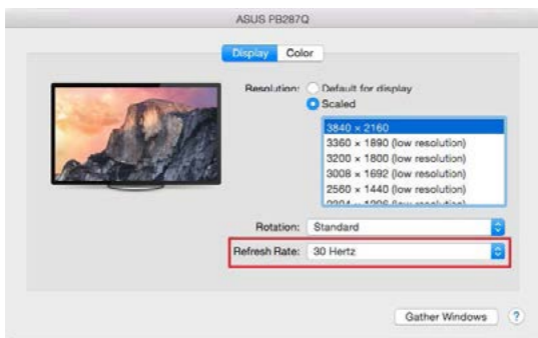 ASUS PB287Q
Display Color
Resolution: Default for display
Scaled
3840 × 2160
3360 × 1890 (low resolution)
3200 × 1800 (low resolution)
3008 × 1692 (low resolution)
2560 × 1440 (low resolution)
Rotation: Standard
Refresh Rate: 30 Hertz
Gather Windows ?